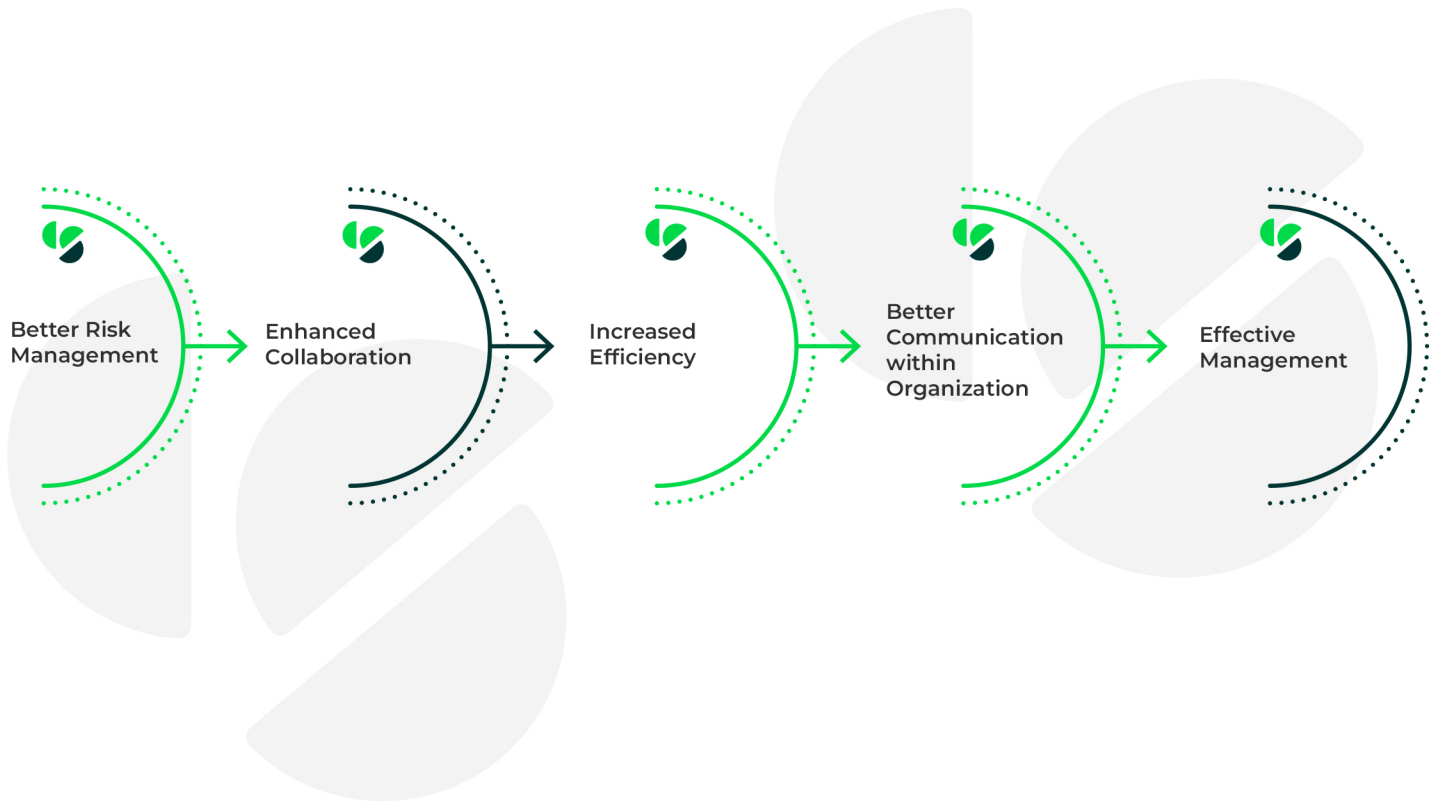 Better Risk
Management
Enhanced
Collaboration
Increased
Efficiency
Better
Communication
within
Organization
Effective
Management